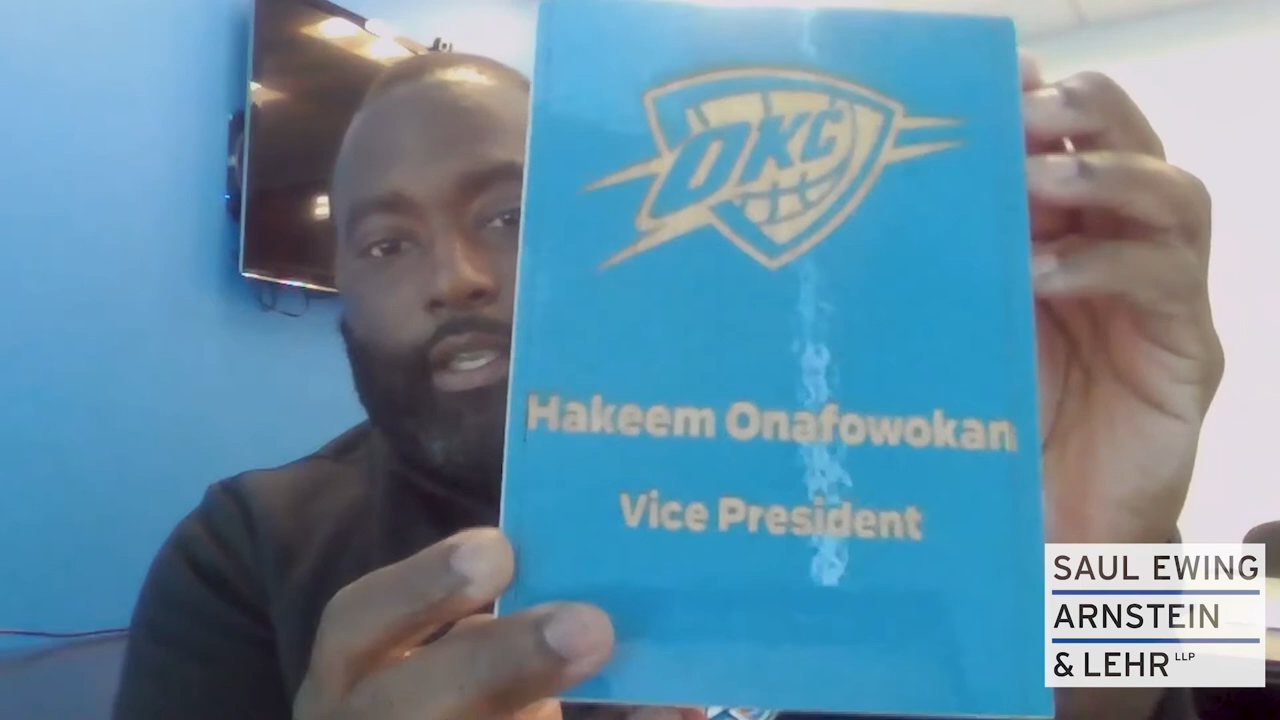 OKC
Hakeem Onafowokan
Vice President
SAUL EWING
ARNSTEIN
& LEHR LLP